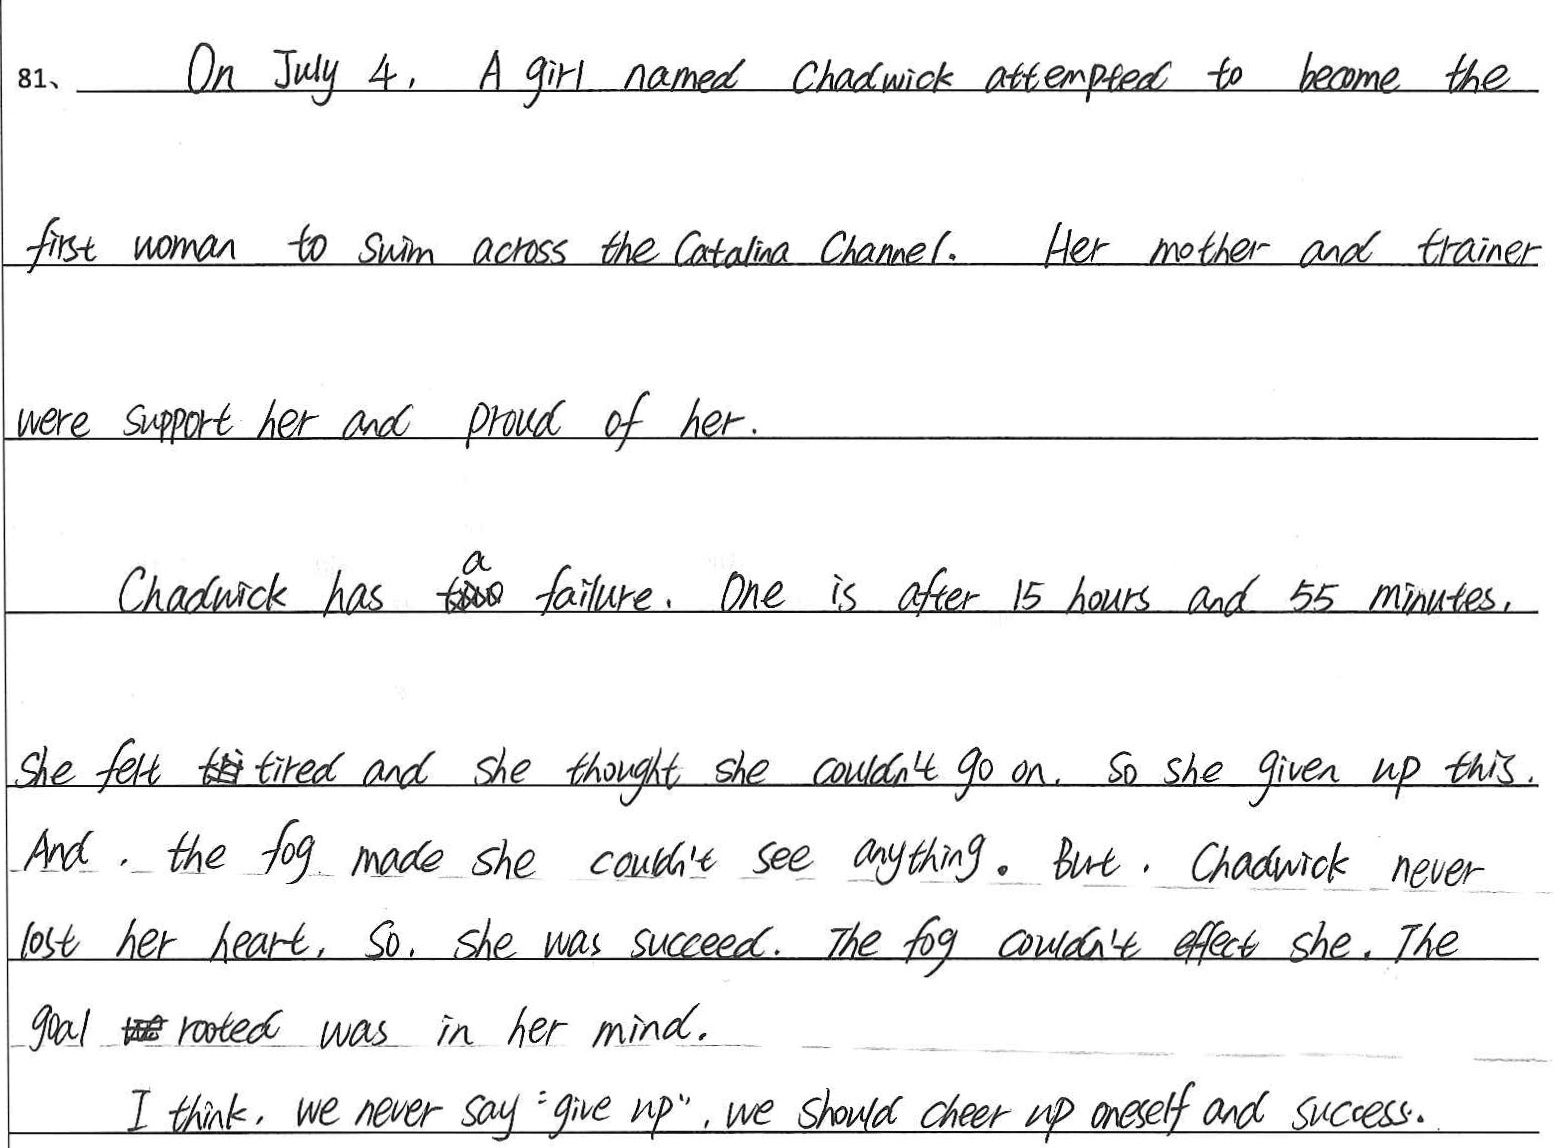 81、 On July 4, A girl named Chadwick attempted to become the
first woman to swim across the Catalina Channel. Her mother and trainer
were support her and proud of her.
a
Chadwick has failure. One is after 15 hours and 55 minutes,
she felt tired and she thought she couldn't go on. So she given up this.
And, the fog made she couldn't see anything. But, Chadwick never
lost her heart, So, she was succeed. The fog couldn't effect she. The
goal rooted was in her mind.
I think, we never say "give up", we should cheer up oneself and success.